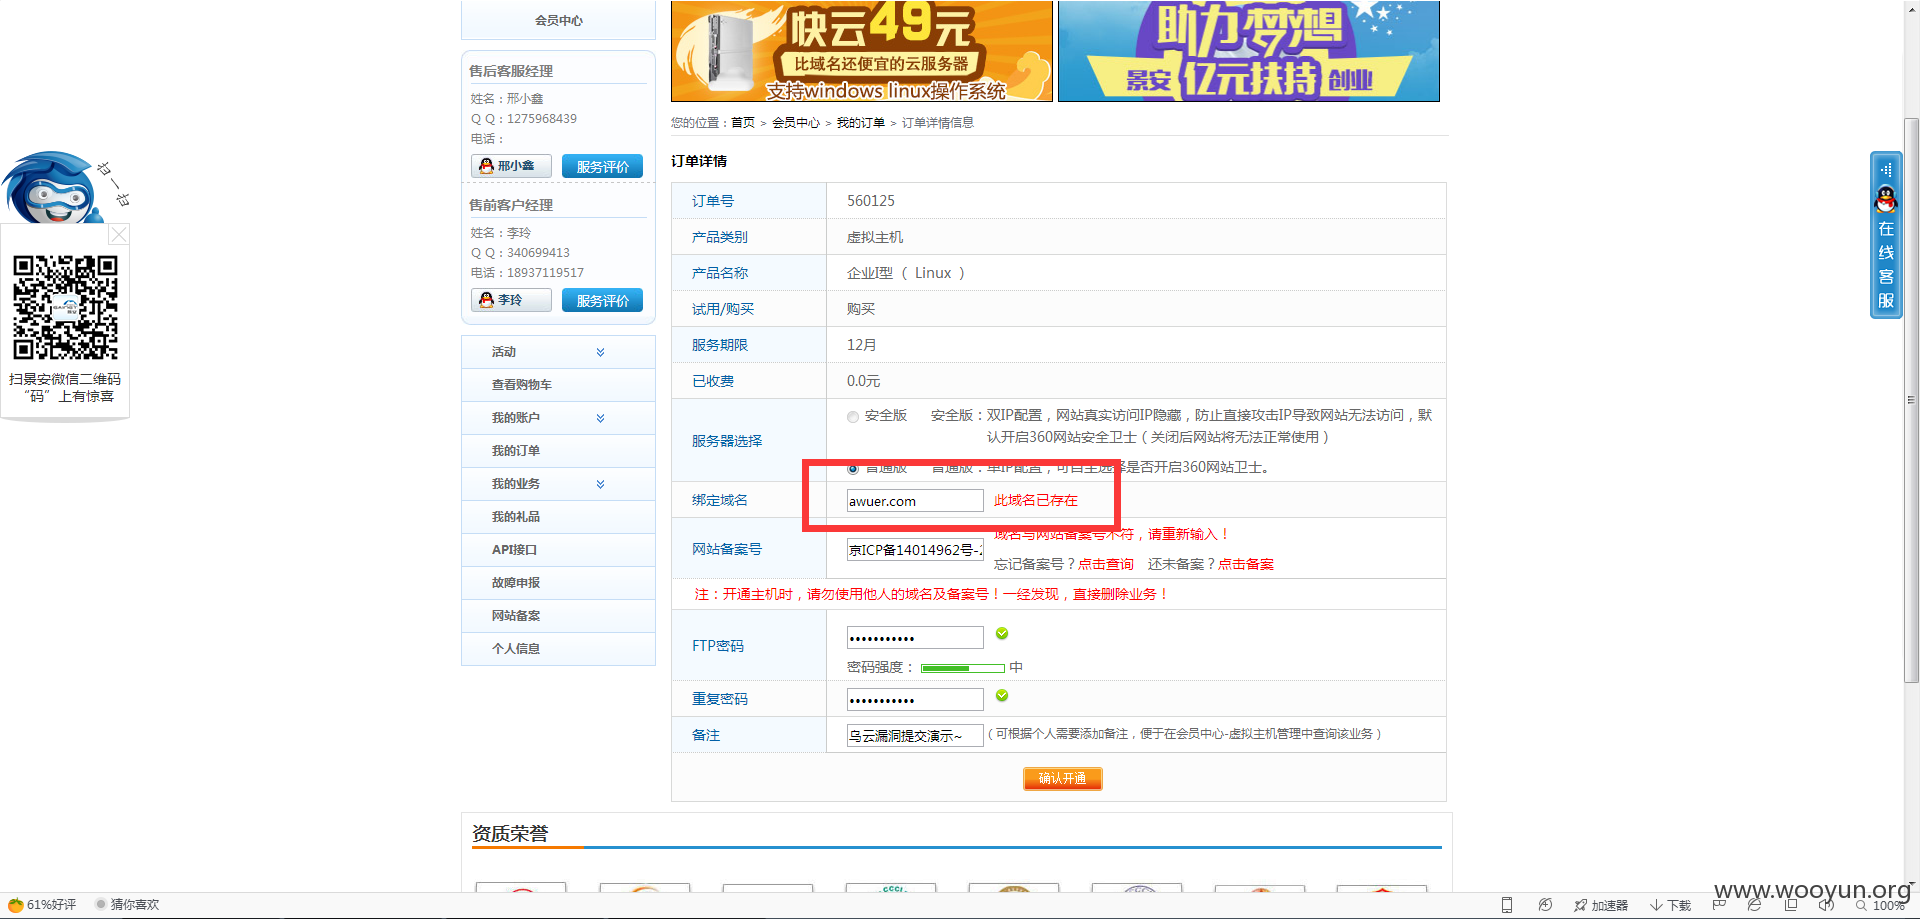 会员中心
快云49元
比域名还便宜的云服务器
支持windows linux操作系统
助力梦想
景安 亿元扶持 创业
您的位置：首页 > 会员中心 > 我的订单 > 订单详情信息
售后客服经理
姓名：邢小鑫
Q Q：1275968439
电话：
邢小鑫 服务评价
售前客户经理
姓名：李玲
Q Q：340699413
电话：18937119517
李玲 服务评价
扫一扫
扫景安微信二维码
“码”上有惊喜
活动
查看购物车
我的账户
我的订单
我的业务
我的礼品
API接口
故障申报
网站备案
个人信息
订单详情
订单号 560125
产品类别 虚拟主机
产品名称 企业I型（ Linux ）
试用/购买 购买
服务期限 12月
已收费 0.0元
服务器选择
安全版 安全版：双IP配置，网站真实访问IP隐藏，防止直接攻击IP导致网站无法访问，默
认开启360网站安全卫士（关闭后网站将无法正常使用）
普通版 普通版：单IP配置，可自主选择是否开启360网站卫士。
绑定域名 awuer.com 此域名已存在
网站备案号 京ICP备14014962号-2 域名与网站备案号不符，请重新输入！
忘记备案号？点击查询 还未备案？点击备案
注：开通主机时，请勿使用他人的域名及备案号！一经发现，直接删除业务！
FTP密码 •••••••••••
密码强度： 中
重复密码 •••••••••••
备注 乌云漏洞提交演示~ （可根据个人需要添加备注，便于在会员中心-虚拟主机管理中查询该业务）
确认开通
资质荣誉
在线客服
www.wooyun.org
61%好评 猜你喜欢 加速器 下载 100%